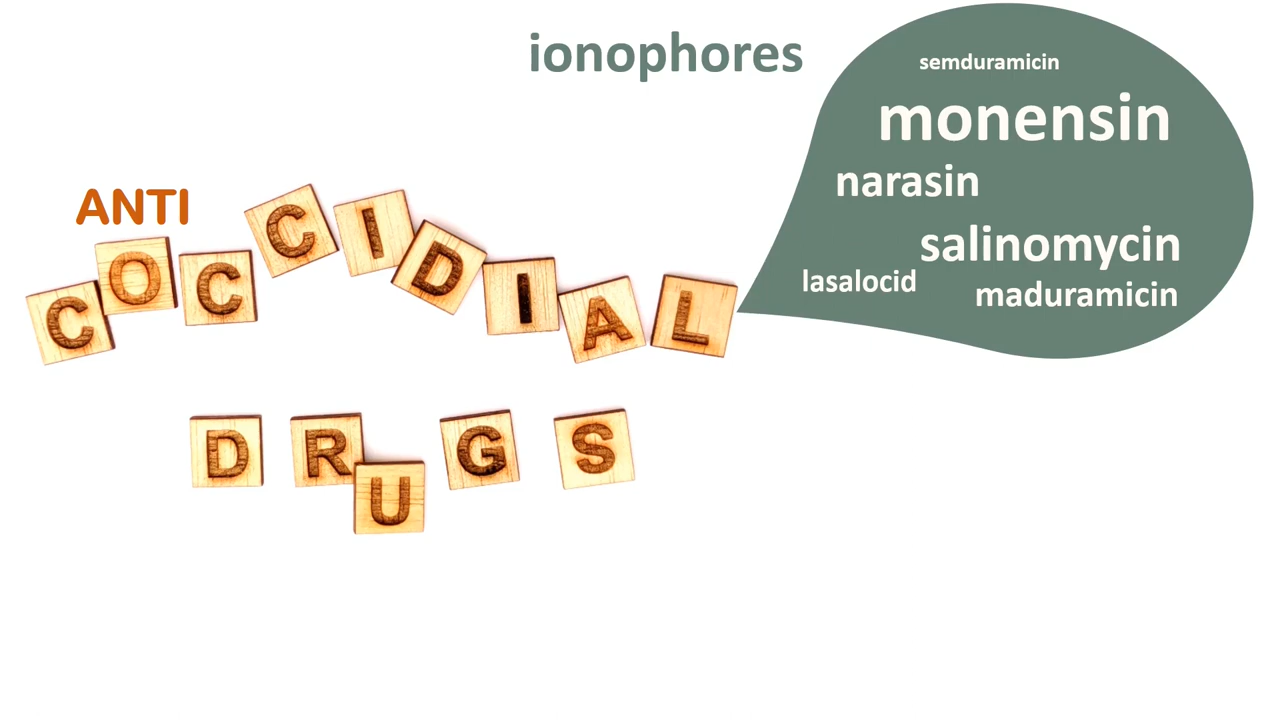 ionophores
semduramicin
monensin
narasin
salinomycin
lasalocid
maduramicin
ANTI
COCCIDIAL
DRUGS